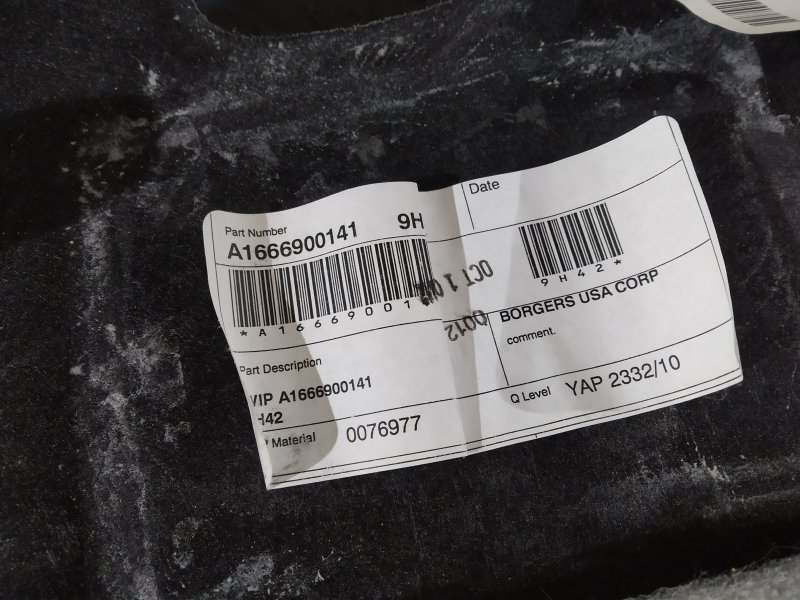 Part Number
A1666900141 9H
*A16669001
Date
9H42*
OCT 1
0012
BORGERS USA CORP
comment.
Part Description
VIP A1666900141
H42
Material 0076977
Q Level YAP 2332/10